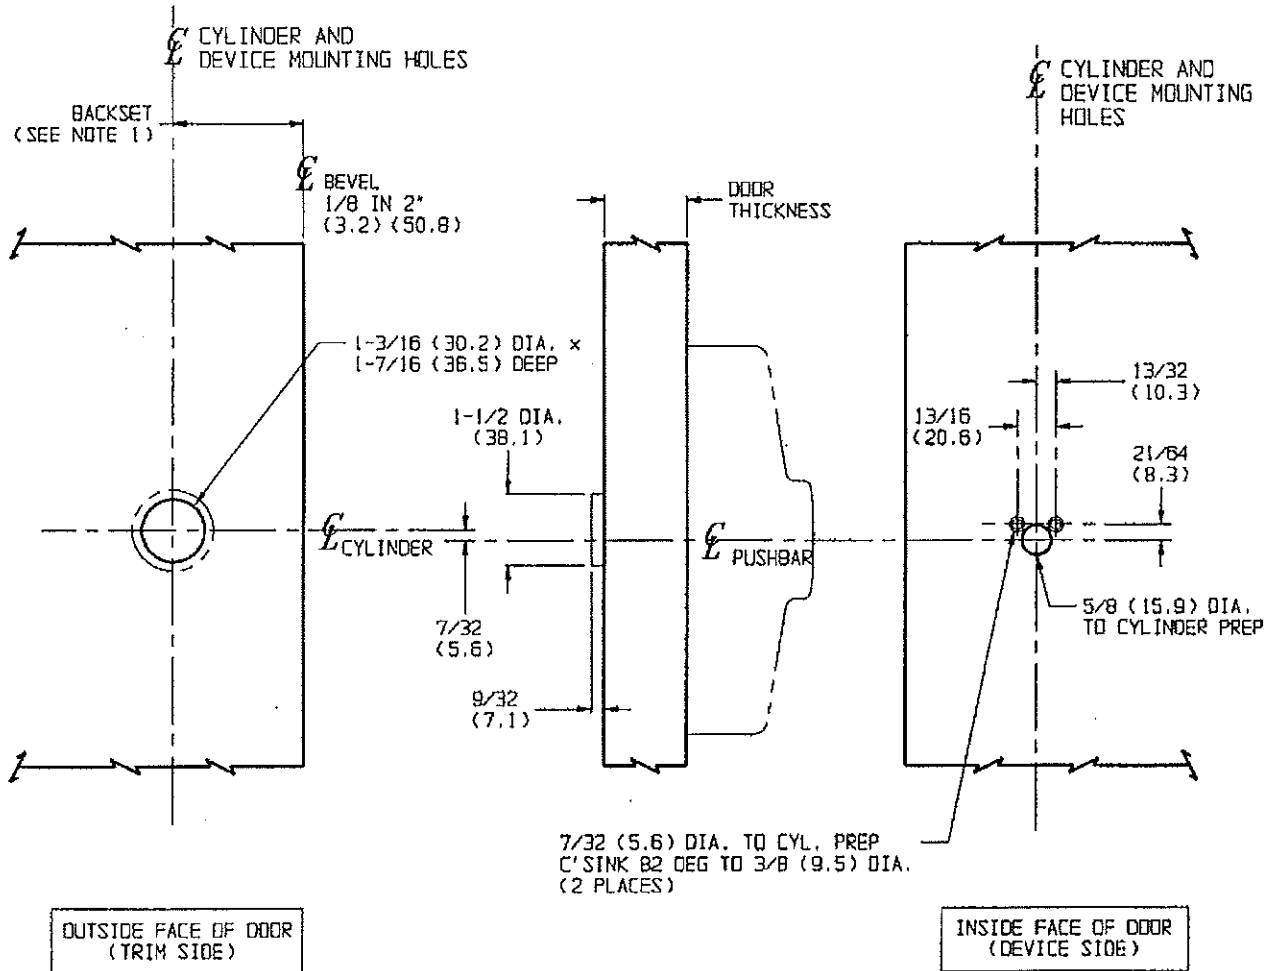 ℄ CYLINDER AND
DEVICE MOUNTING HOLES
BACKSET
(SEE NOTE 1)
℄ BEVEL
1/8 IN 2"
(3.2) (50.8)
DOOR
THICKNESS
℄ CYLINDER AND
DEVICE MOUNTING
HOLES
1-3/16 (30.2) DIA. x
1-7/16 (36.5) DEEP
1-1/2 DIA.
(38.1)
℄ CYLINDER
7/32
(5.6)
9/32
(7.1)
℄ PUSHBAR
13/32
(10.3)
13/16
(20.6)
21/64
(8.3)
5/8 (15.9) DIA.
TO CYLINDER PREP
7/32 (5.6) DIA. TO CYL. PREP
C'SINK 82 DEG TO 3/8 (9.5) DIA.
(2 PLACES)
OUTSIDE FACE OF DOOR
(TRIM SIDE)
INSIDE FACE OF DOOR
(DEVICE SIDE)